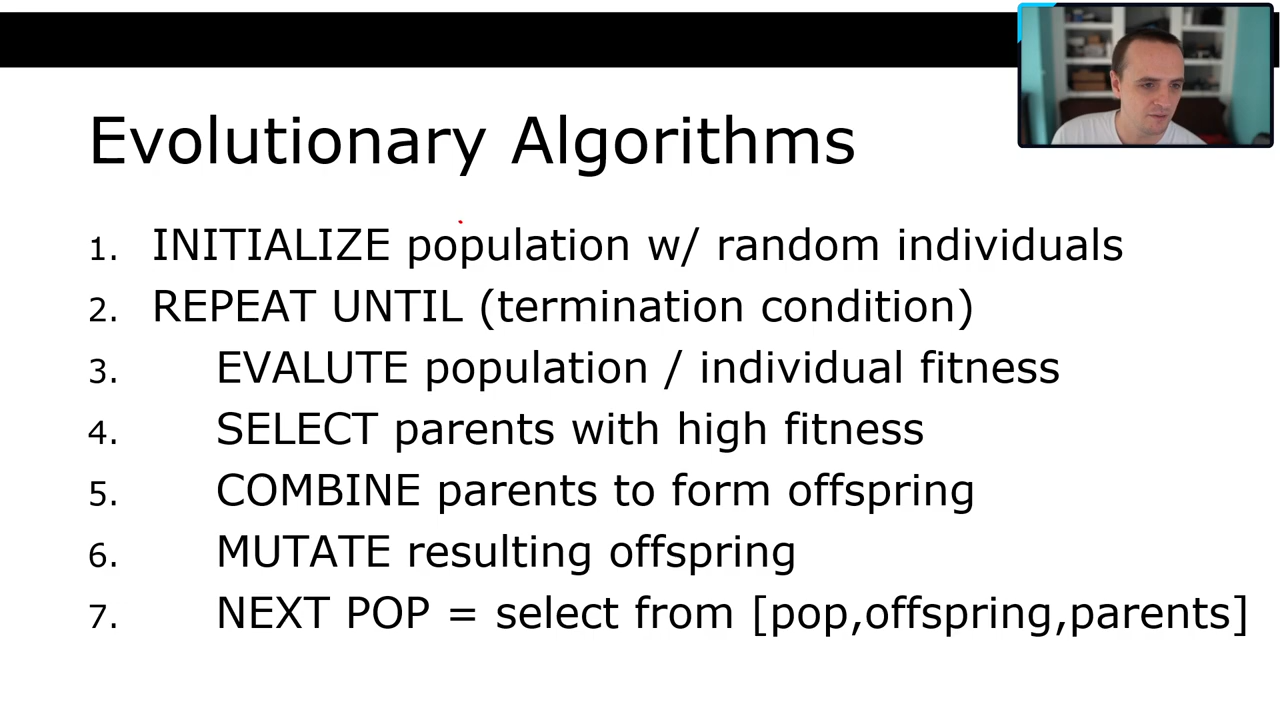 Evolutionary Algorithms
1. INITIALIZE population w/ random individuals
2. REPEAT UNTIL (termination condition)
3. EVALUTE population / individual fitness
4. SELECT parents with high fitness
5. COMBINE parents to form offspring
6. MUTATE resulting offspring
7. NEXT POP = select from [pop,offspring,parents]